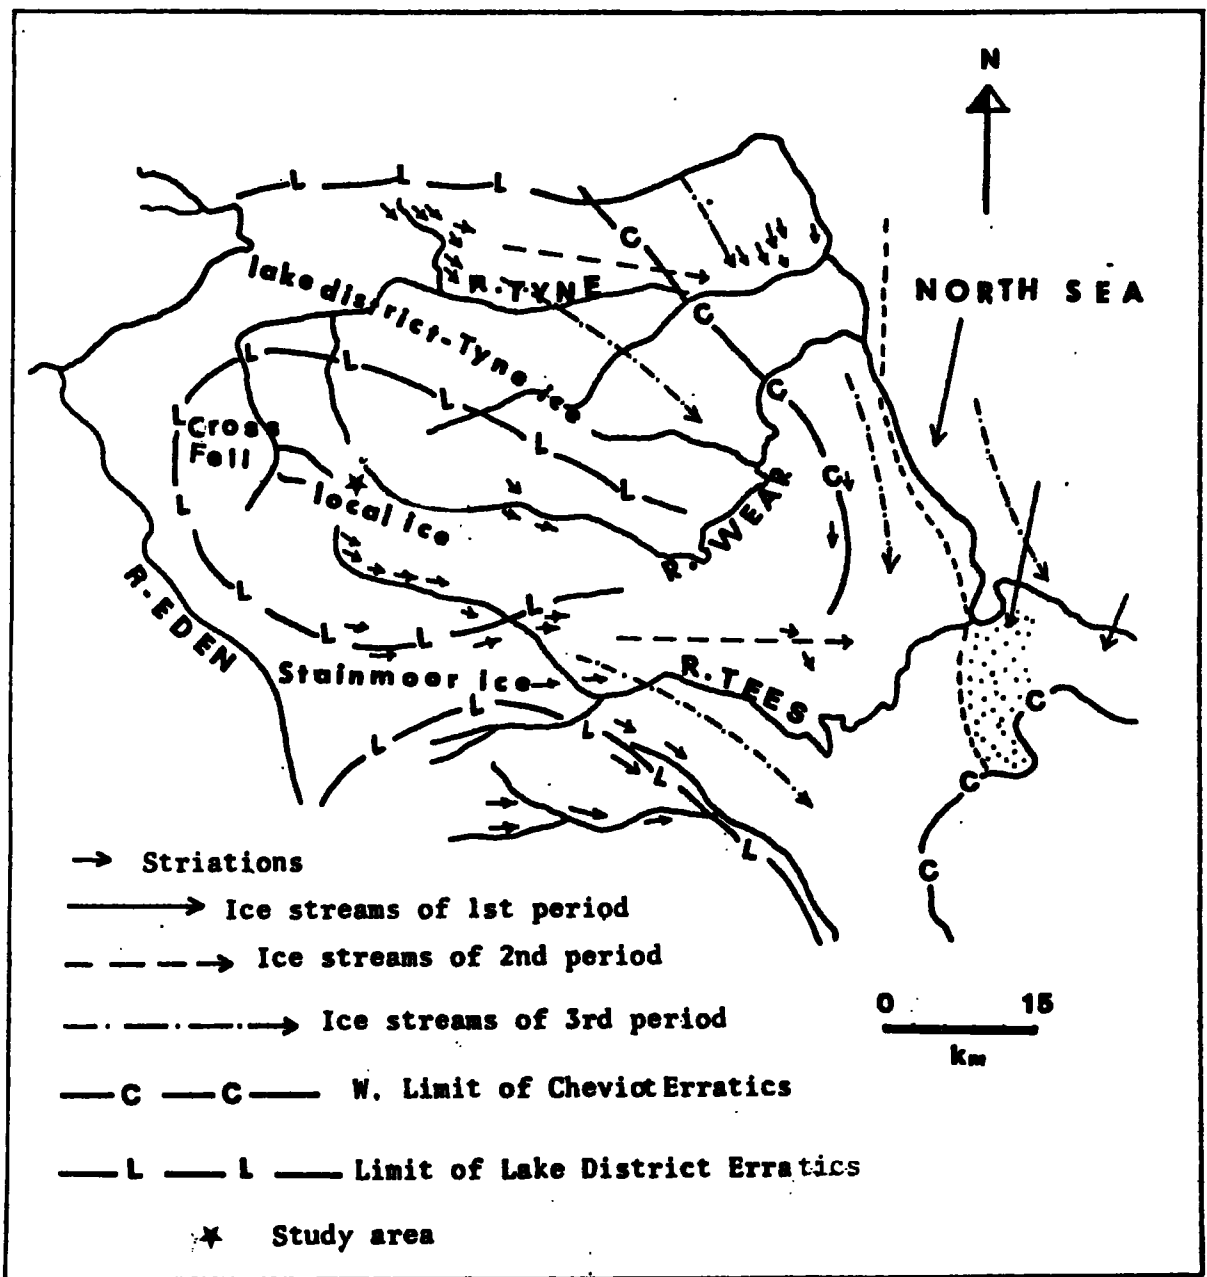 N
L L L
C
R. TYNE
NORTH SEA
lake district-Tyne ice
C
L L L
C
L
Cross
Fell
L
C
L
local ice
R. WEAR
L
R. EDEN
L
L
L L
Stainmoor ice
R. TEES
L
C
L
L
L
C
L
C
Striations
Ice streams of 1st period
Ice streams of 2nd period
0 15
km
Ice streams of 3rd period
C C W. Limit of Cheviot Erratics
L L Limit of Lake District Erratics
Study area